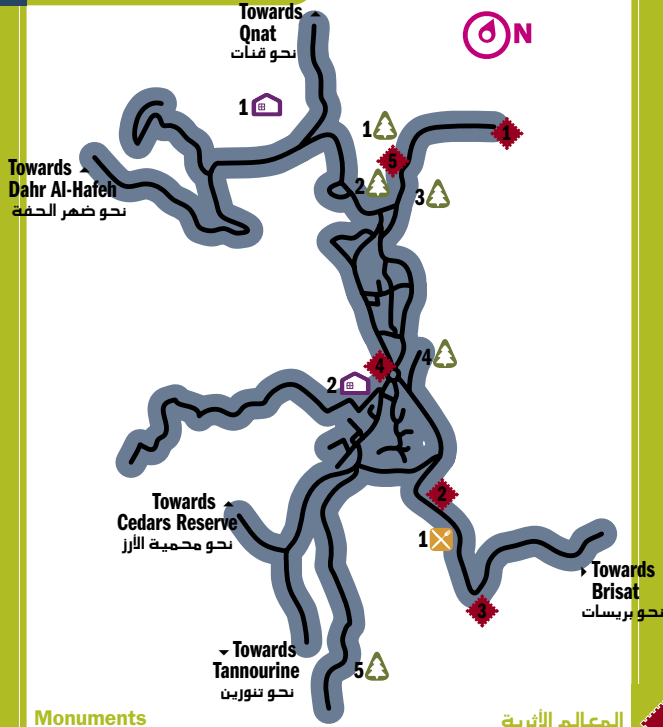 Towards
Qnat
نحو قنات
N
1
1
1
5
2
3
Towards
Dahr Al-Hafeh
نحو ضهر الحفة
4
4
2
2
1
3
Towards
Cedars Reserve
نحو محمية الأرز
Towards
Brisat
نحو بريسات
Towards
Tannourine
نحو تنورين
5
Monuments
المعالم الأثرية